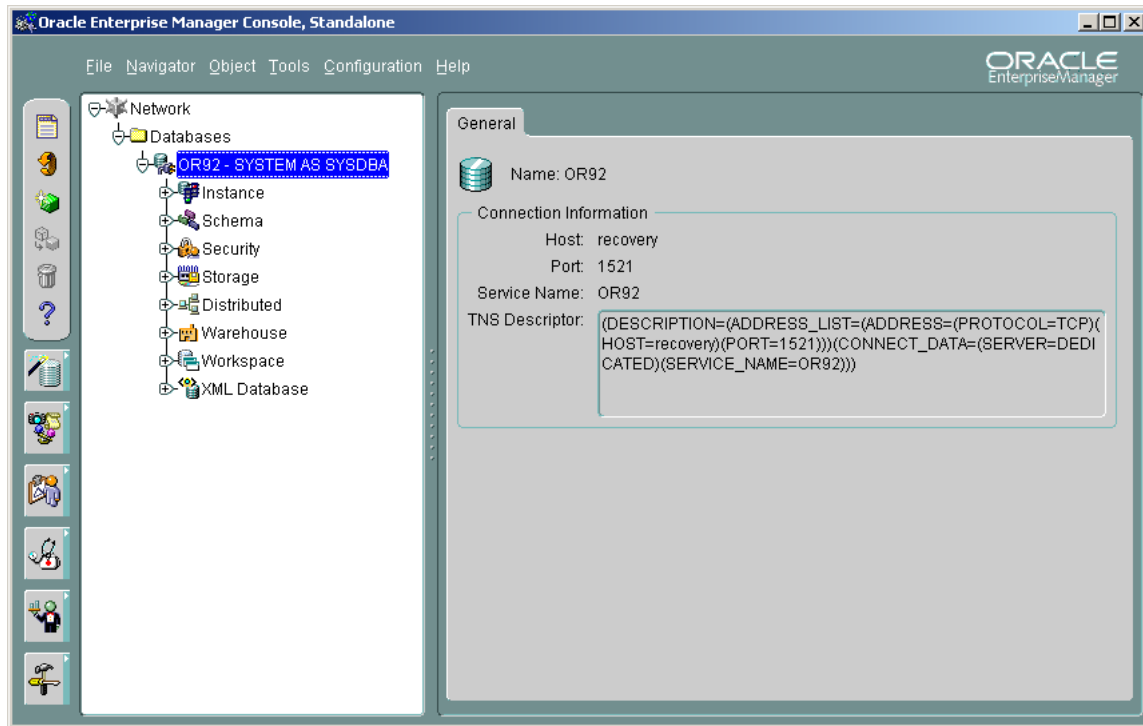 Oracle Enterprise Manager Console, Standalone
File Navigator Object Tools Configuration Help
ORACLE
EnterpriseManager
Network
Databases
OR92 - SYSTEM AS SYSDBA
Instance
Schema
Security
Storage
Distributed
Warehouse
Workspace
XML Database
General
Name: OR92
Connection Information
Host: recovery
Port: 1521
Service Name: OR92
TNS Descriptor: (DESCRIPTION=(ADDRESS_LIST=(ADDRESS=(PROTOCOL=TCP)(
HOST=recovery)(PORT=1521)))(CONNECT_DATA=(SERVER=DEDI
CATED)(SERVICE_NAME=OR92)))